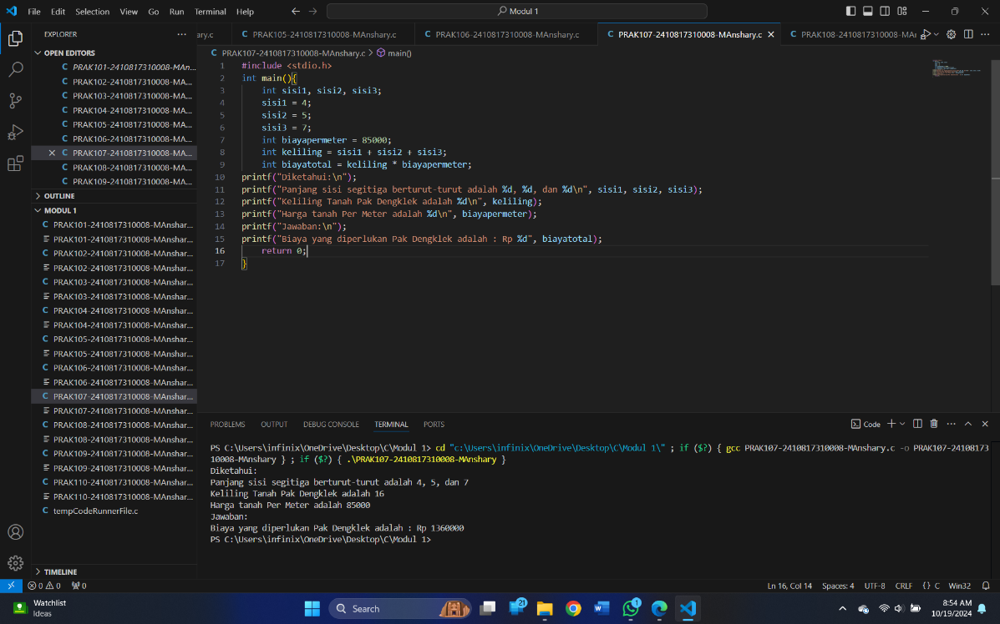 File Edit Selection View Go Run Terminal Help Modul 1
EXPLORER
ary.c PRAK105-2410817310008-MAnshary.c PRAK106-2410817310008-MAnshary.c PRAK107-2410817310008-MAnshary.c PRAK108-2410817310008-MAr
OPEN EDITORS
PRAK101-2410817310008-MAn...
PRAK102-2410817310008-MA...
PRAK103-2410817310008-MA...
PRAK104-2410817310008-MA...
PRAK105-2410817310008-MA...
PRAK106-2410817310008-MA...
PRAK107-2410817310008-MA...
PRAK108-2410817310008-MA...
PRAK109-2410817310008-MA...
OUTLINE
MODUL 1
PRAK101-2410817310008-MAnshar...
PRAK101-2410817310008-MAnshar...
PRAK102-2410817310008-MAnshar...
PRAK102-2410817310008-MAnshar...
PRAK103-2410817310008-MAnshar...
PRAK103-2410817310008-MAnshar...
PRAK104-2410817310008-MAnshar...
PRAK104-2410817310008-MAnshar...
PRAK105-2410817310008-MAnshar...
PRAK105-2410817310008-MAnshar...
PRAK106-2410817310008-MAnshar...
PRAK106-2410817310008-MAnshar...
PRAK107-2410817310008-MAnshar...
PRAK107-2410817310008-MAnshar...
PRAK108-2410817310008-MAnshar...
PRAK108-2410817310008-MAnshar...
PRAK109-2410817310008-MAnshar...
PRAK109-2410817310008-MAnshar...
PRAK110-2410817310008-MAnshar...
PRAK110-2410817310008-MAnshar...
tempCodeRunnerFile.c
TIMELINE
PRAK107-2410817310008-MAnshary.c > main()
1 #include <stdio.h>
2 int main(){
3 int sisi1, sisi2, sisi3;
4 sisi1 = 4;
5 sisi2 = 5;
6 sisi3 = 7;
7 int biayapermeter = 85000;
8 int keliling = sisi1 + sisi2 + sisi3;
9 int biayatotal = keliling * biayapermeter;
10 printf("Diketahui:\n");
11 printf("Panjang sisi segitiga berturut-turut adalah %d, %d, dan %d\n", sisi1, sisi2, sisi3);
12 printf("Keliling Tanah Pak Dengklek adalah %d\n", keliling);
13 printf("Harga tanah Per Meter adalah %d\n", biayapermeter);
14 printf("Jawaban:\n");
15 printf("Biaya yang diperlukan Pak Dengklek adalah : Rp %d", biayatotal);
16 return 0;
17 }
PROBLEMS OUTPUT DEBUG CONSOLE TERMINAL PORTS Code
PS C:\Users\infinix\OneDrive\Desktop\C\Modul 1> cd "c:\Users\infinix\OneDrive\Desktop\C\Modul 1\" ; if ($?) { gcc PRAK107-2410817310008-MAnshary.c -o PRAK107-24108173
10008-MAnshary } ; if ($?) { .\PRAK107-2410817310008-MAnshary }
Diketahui:
Panjang sisi segitiga berturut-turut adalah 4, 5, dan 7
Keliling Tanah Pak Dengklek adalah 16
Harga tanah Per Meter adalah 85000
Jawaban:
Biaya yang diperlukan Pak Dengklek adalah : Rp 1360000
PS C:\Users\infinix\OneDrive\Desktop\C\Modul 1>
0 0 0 Ln 16, Col 14 Spaces: 4 UTF-8 CRLF {} C Win32
Watchlist
Ideas
Search
21
1
8:54 AM
10/19/2024